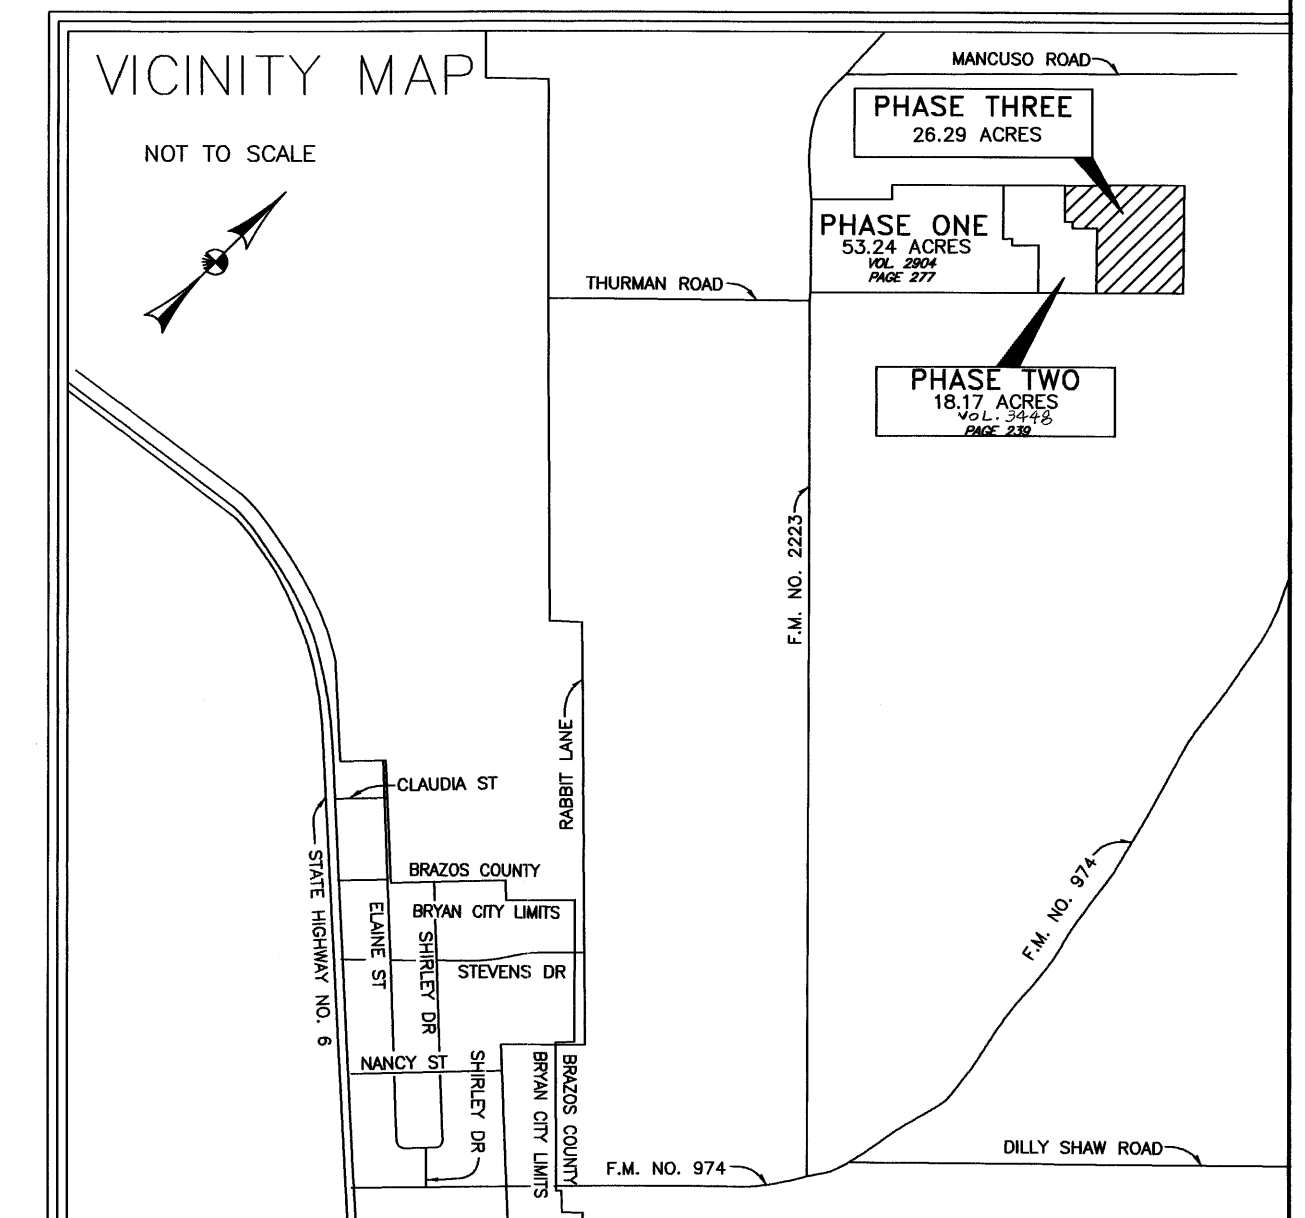 VICINITY MAP
NOT TO SCALE
MANCUSO ROAD
PHASE THREE
26.29 ACRES
PHASE ONE
53.24 ACRES
VOL. 2904
PAGE 277
THURMAN ROAD
PHASE TWO
18.17 ACRES
VOL. 3448
PAGE 239
F.M. NO. 2223
RABBIT LANE
CLAUDIA ST
STATE HIGHWAY NO. 6
BRAZOS COUNTY
BRYAN CITY LIMITS
ELAINE ST
SHIRLEY DR
STEVENS DR
F.M. NO. 974
NANCY ST
SHIRLEY DR
BRYAN CITY LIMITS
BRAZOS COUNTY
F.M. NO. 974
DILLY SHAW ROAD